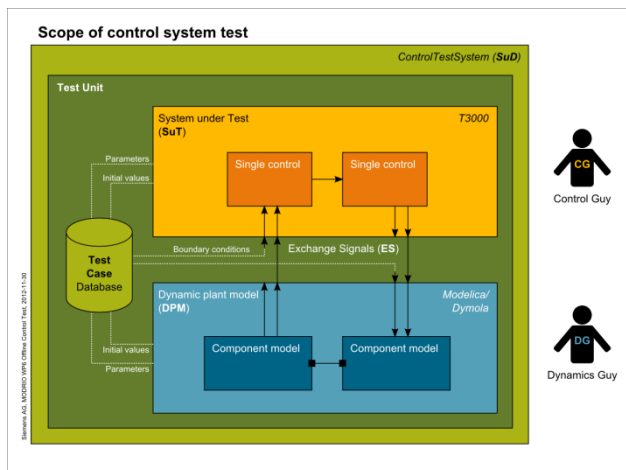 Scope of control system test
ControlTestSystem (SuD)
Test Unit
System under Test
(SuT)
T3000
Parameters
Initial values
Single control
Single control
CG
Control Guy
Boundary conditions
Exchange Signals (ES)
Test
Case
Database
Dynamic plant model
(DPM)
Modelica/
Dymola
Initial values
Parameters
Component model
Component model
DG
Dynamics Guy
Siemens AG, MODRIO WP6 Offline Control Test, 2012-11-30